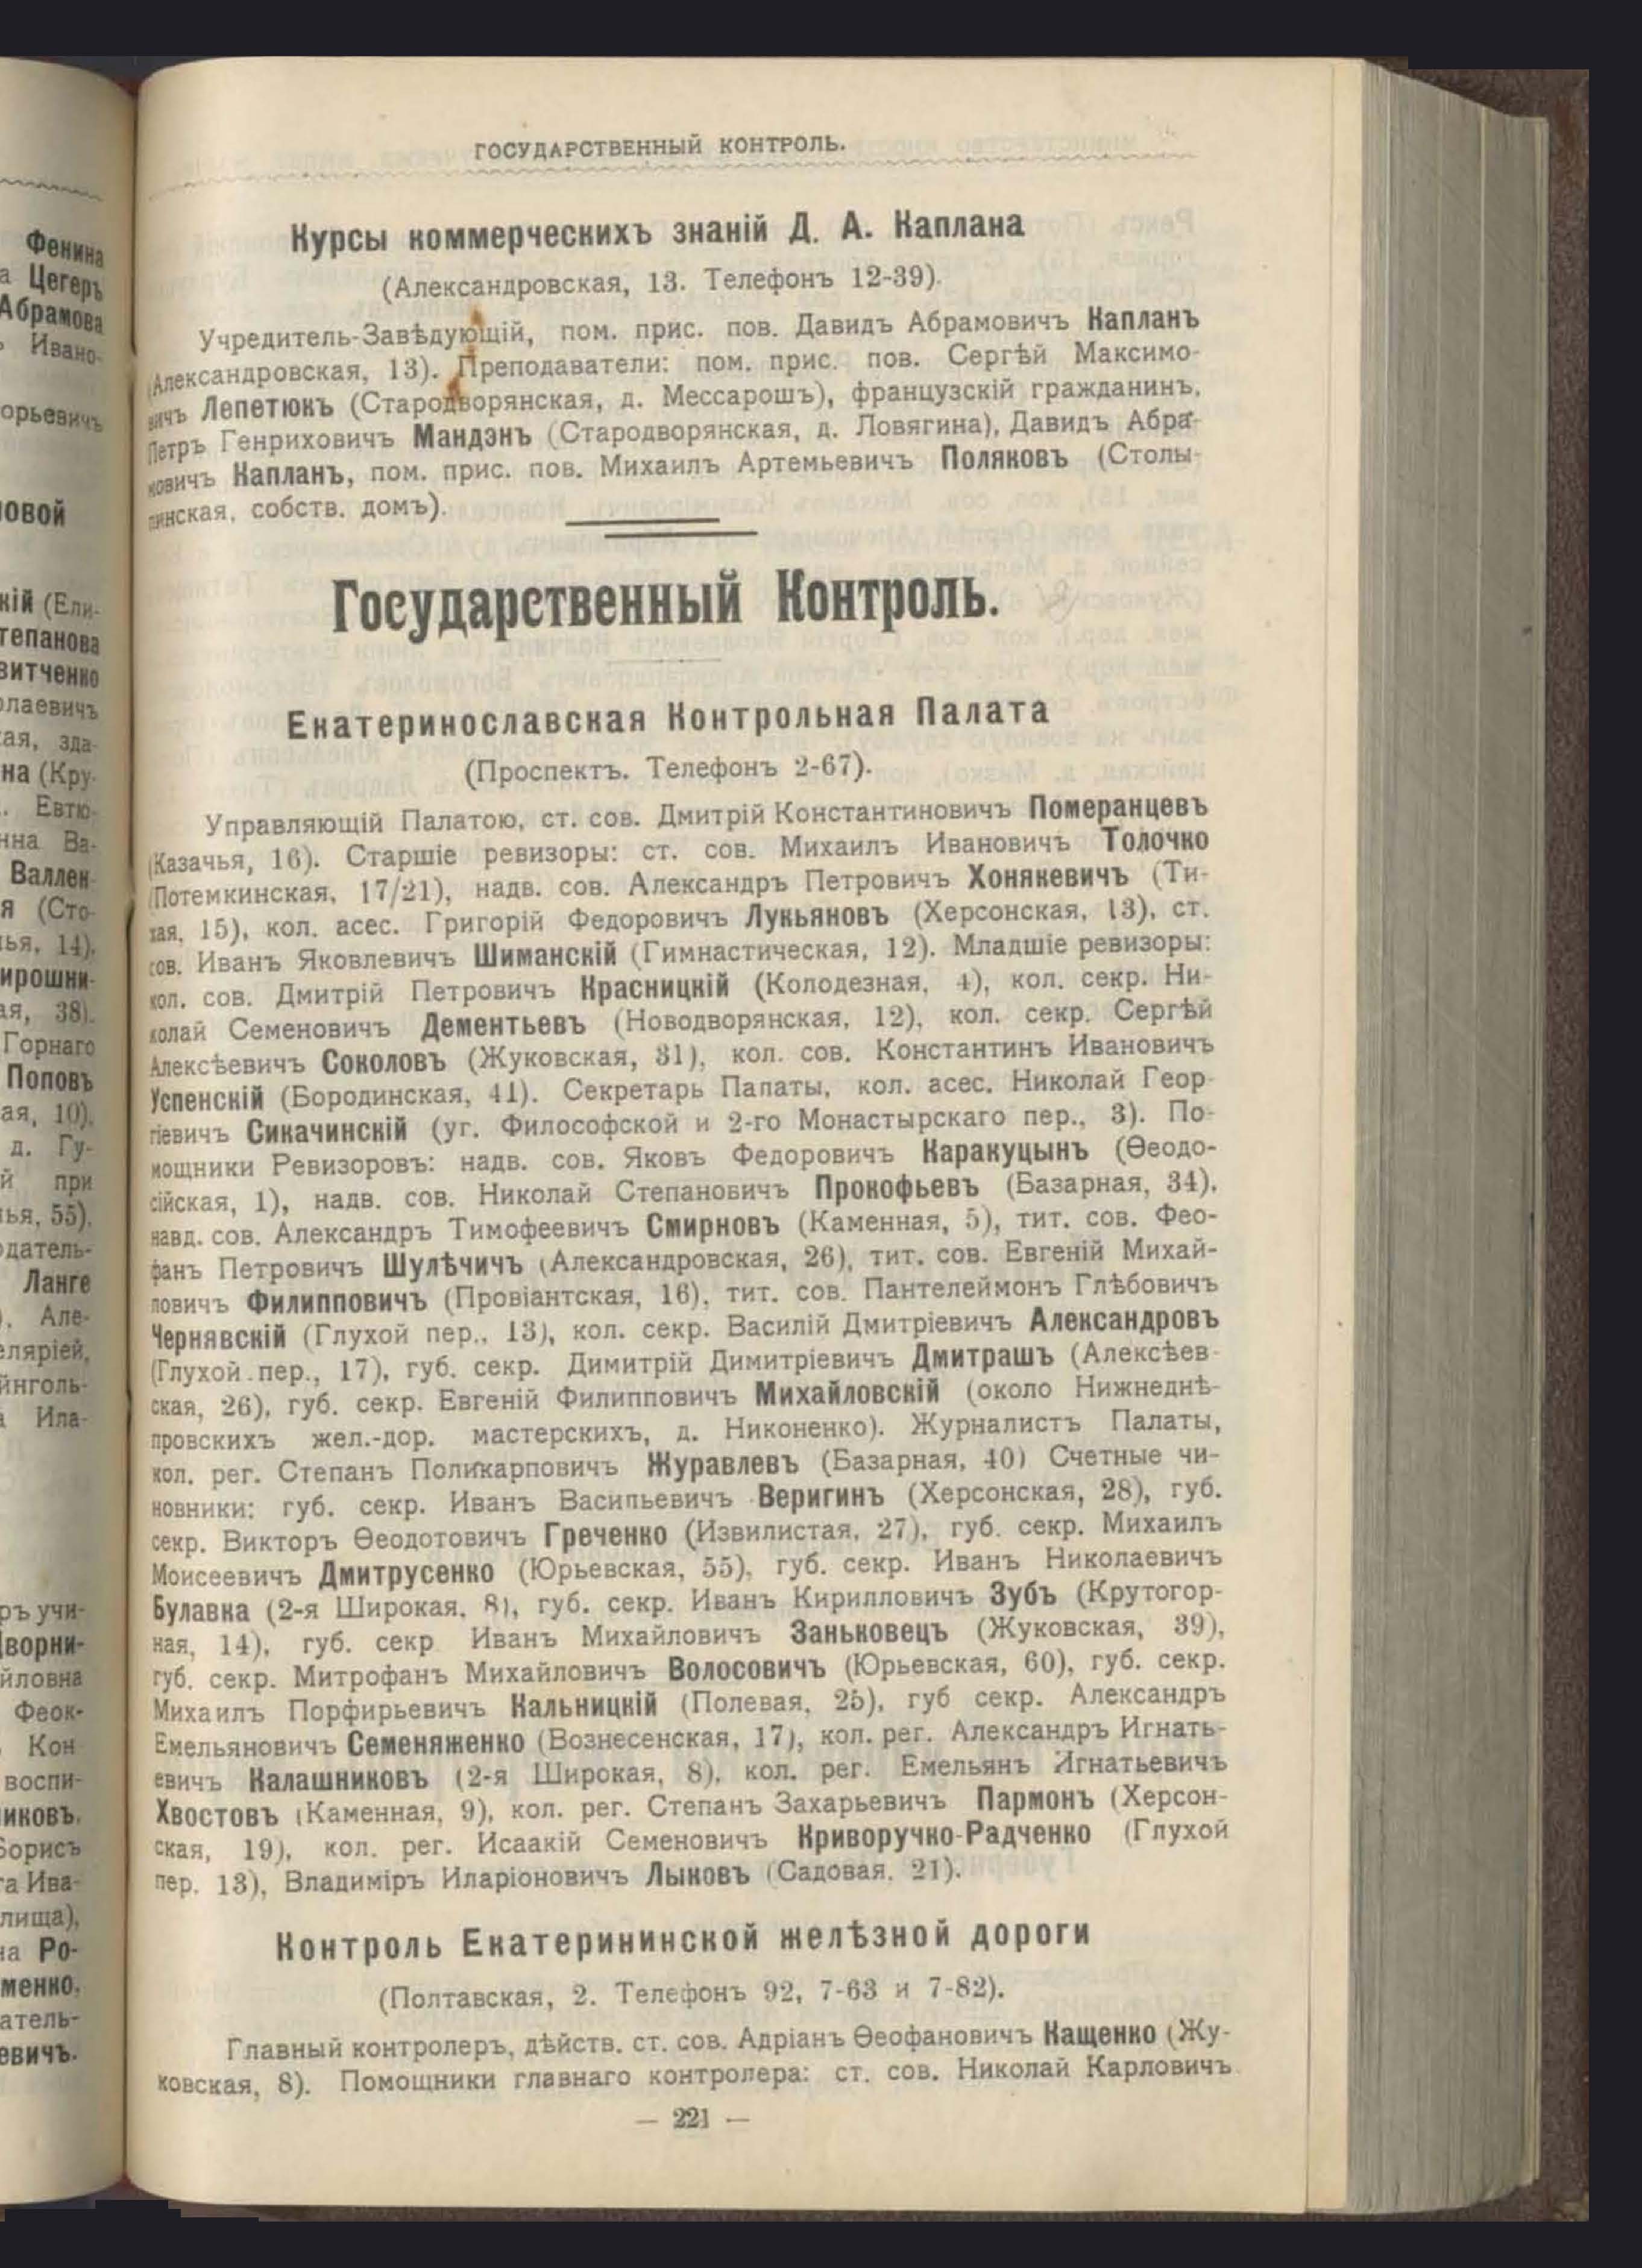 ГОСУДАРСТВЕННЫЙ КОНТРОЛЬ.
Курсы коммерческихъ знаній Д. А. Каплана
(Александровская, 13. Телефонъ 12-39).
Учредитель-Завѣдующій, пом. прис. пов. Давидъ Абрамовичъ Капланъ
(Александровская, 13). Преподаватели: пом. прис. пов. Сергѣй Максимо-
вичъ Лепетюкъ (Стародворянская, д. Мессарошъ), французскій гражданинъ,
Петръ Генриховичъ Мандэнъ (Стародворянская, д. Ловягина), Давидъ Абра-
мовичъ Капланъ, пом. прис. пов. Михаилъ Артемьевичъ Поляковъ (Столы-
пинская, собств. домъ).
Государственный Контроль.
Екатеринославская Контрольная Палата
(Проспектъ. Телефонъ 2-67).
Управляющій Палатою, ст. сов. Дмитрій Константиновичъ Померанцевъ
(Казачья, 16). Старшіе ревизоры: ст. сов. Михаилъ Ивановичъ Толочко
(Потемкинская, 17/21), надв. сов. Александръ Петровичъ Хонякевичъ (Ти-
хая, 15), кол. асес. Григорій Федоровичъ Лукьяновъ (Херсонская, 13), ст.
сов. Иванъ Яковлевичъ Шиманскій (Гимнастическая, 12). Младшіе ревизоры:
кол. сов. Дмитрій Петровичъ Красницкій (Колодезная, 4), кол. секр. Ни-
колай Семеновичъ Дементьевъ (Новодворянская, 12), кол. секр. Сергѣй
Алексѣевичъ Соколовъ (Жуковская, 31), кол. сов. Константинъ Ивановичъ
Успенскій (Бородинская, 41). Секретарь Палаты, кол. асес. Николай Геор-
гіевичъ Сикачинскій (уг. Философской и 2-го Монастырскаго пер., 3). По-
мощники Ревизоровъ: надв. сов. Яковъ Федоровичъ Каракуцынъ (Ѳеодо-
сійская, 1), надв. сов. Николай Степановичъ Прокофьевъ (Базарная, 34),
навд. сов. Александръ Тимофеевичъ Смирновъ (Каменная, 5), тит. сов. Фео-
фанъ Петровичъ Шулѣчичъ (Александровская, 26), тит. сов. Евгеній Михай-
ловичъ Филипповичъ (Провіантская, 16), тит. сов. Пантелеймонъ Глѣбовичъ
Чернявскій (Глухой пер., 13), кол. секр. Василій Дмитріевичъ Александровъ
(Глухой пер., 17), губ. секр. Димитрій Димитріевичъ Дмитрашъ (Алексѣев-
ская, 26), губ. секр. Евгеній Филипповичъ Михайловскій (около Нижнеднѣ-
провскихъ жел.-дор. мастерскихъ, д. Никоненко). Журналистъ Палаты,
кол. рег. Степанъ Поликарповичъ Журавлевъ (Базарная, 40) Счетные чи-
новники: губ. секр. Иванъ Васильевичъ Веригинъ (Херсонская, 28), губ.
секр. Викторъ Ѳеодотовичъ Греченко (Извилистая, 27), губ. секр. Михаилъ
Моисеевичъ Дмитрусенко (Юрьевская, 55), губ. секр. Иванъ Николаевичъ
Булавка (2-я Широкая, 8), губ. секр. Иванъ Кирилловичъ Зубъ (Крутогор-
ная, 14), губ. секр Иванъ Михайловичъ Заньковецъ (Жуковская, 39),
губ. секр. Митрофанъ Михайловичъ Волосовичъ (Юрьевская, 60), губ. секр.
Михаилъ Порфирьевичъ Кальницкій (Полевая, 25), губ секр. Александръ
Емельяновичъ Семеняженко (Вознесенская, 17), кол. рег. Александръ Игнать-
евичъ Калашниковъ (2-я Широкая, 8), кол. рег. Емельянъ Игнатьевичъ
Хвостовъ (Каменная, 9), кол. рег. Степанъ Захарьевичъ Пармонъ (Херсон-
ская, 19), кол. рег. Исаакій Семеновичъ Криворучко-Радченко (Глухой
пер. 13), Владиміръ Иларіоновичъ Лыковъ (Садовая, 21).
Контроль Екатерининской желѣзной дороги
(Полтавская, 2. Телефонъ 92, 7-63 и 7-82).
Главный контролеръ, дѣйств. ст. сов. Адріанъ Ѳеофановичъ Кащенко (Жу-
ковская, 8). Помощники главнаго контролера: ст. сов. Николай Карловичъ
— 221 —